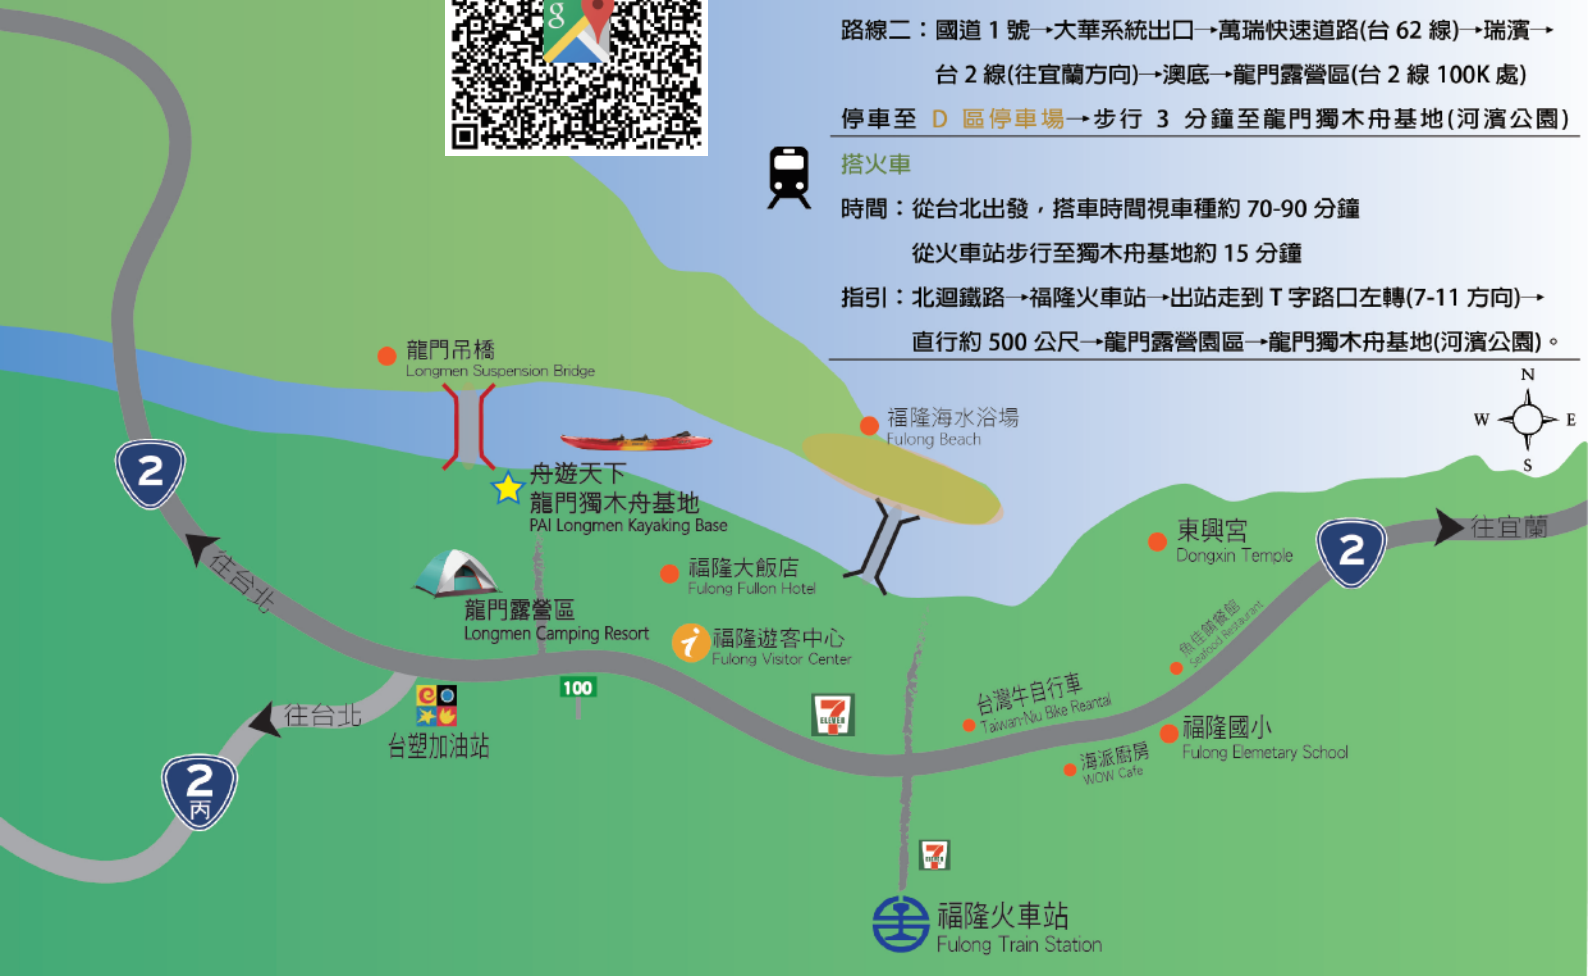 路線二：國道 1 號→大華系統出口→萬瑞快速道路(台 62 線)→瑞濱→
台 2 線(往宜蘭方向)→澳底→龍門露營區(台 2 線 100K 處)
停車至 D 區停車場→步行 3 分鐘至龍門獨木舟基地(河濱公園)
搭火車
時間：從台北出發，搭車時間視車種約 70-90 分鐘
從火車站步行至獨木舟基地約 15 分鐘
指引：北迴鐵路→福隆火車站→出站走到 T 字路口左轉(7-11 方向)→
直行約 500 公尺→龍門露營園區→龍門獨木舟基地(河濱公園)。
g
N
W
E
S
龍門吊橋
Longmen Suspension Bridge
福隆海水浴場
Fulong Beach
2
舟遊天下
龍門獨木舟基地
PAI Longmen Kayaking Base
往台北
東興宮
Dongxin Temple
2
往宜蘭
福隆大飯店
Fulong Fullon Hotel
龍門露營區
Longmen Camping Resort
i
福隆遊客中心
Fulong Visitor Center
魚佳餚餐館
Seafood Restaurant
100
7
ELEVEN
台灣牛自行車
Taiwan-Niu Bike Reantal
往台北
台塑加油站
福隆國小
Fulong Elemetary School
海派廚房
WOW Cafe
2
丙
7
ELEVEN
福隆火車站
Fulong Train Station